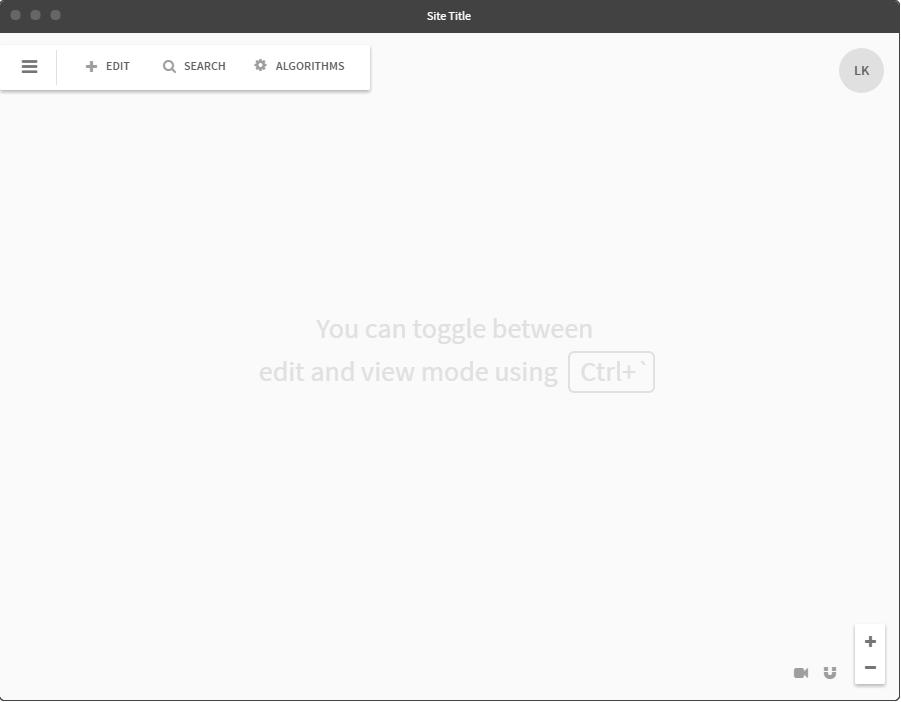 Site Title
EDIT SEARCH ALGORITHMS
LK
You can toggle between
edit and view mode using Ctrl+`